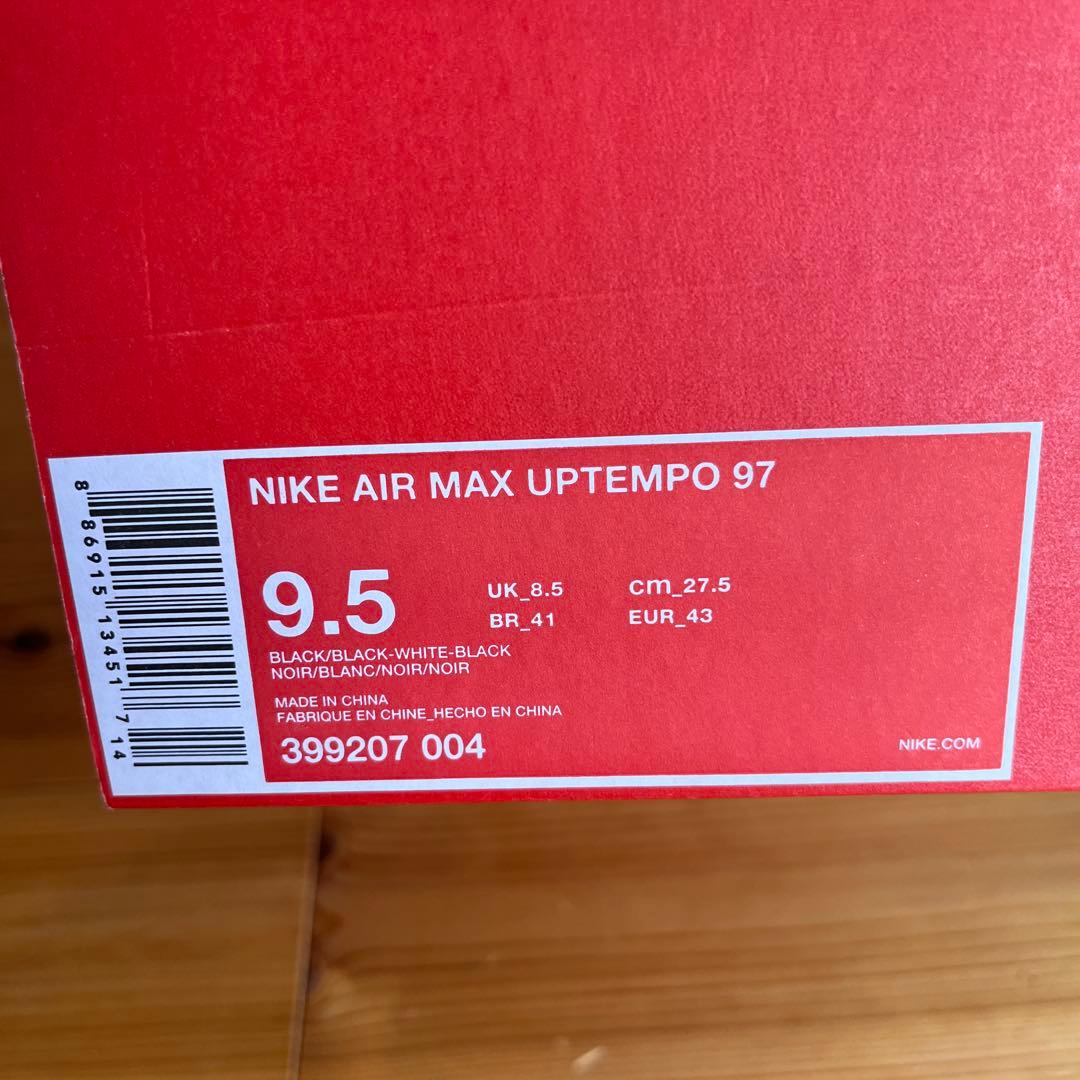 NIKE AIR MAX UPTEMPO 97
9.5
UK_8.5 cm_27.5
BR_41 EUR_43
BLACK/BLACK-WHITE-BLACK
NOIR/BLANC/NOIR/NOIR
MADE IN CHINA
FABRIQUE EN CHINE_HECHO EN CHINA
399207 004
NIKE.COM
8 86915 13451 7 14